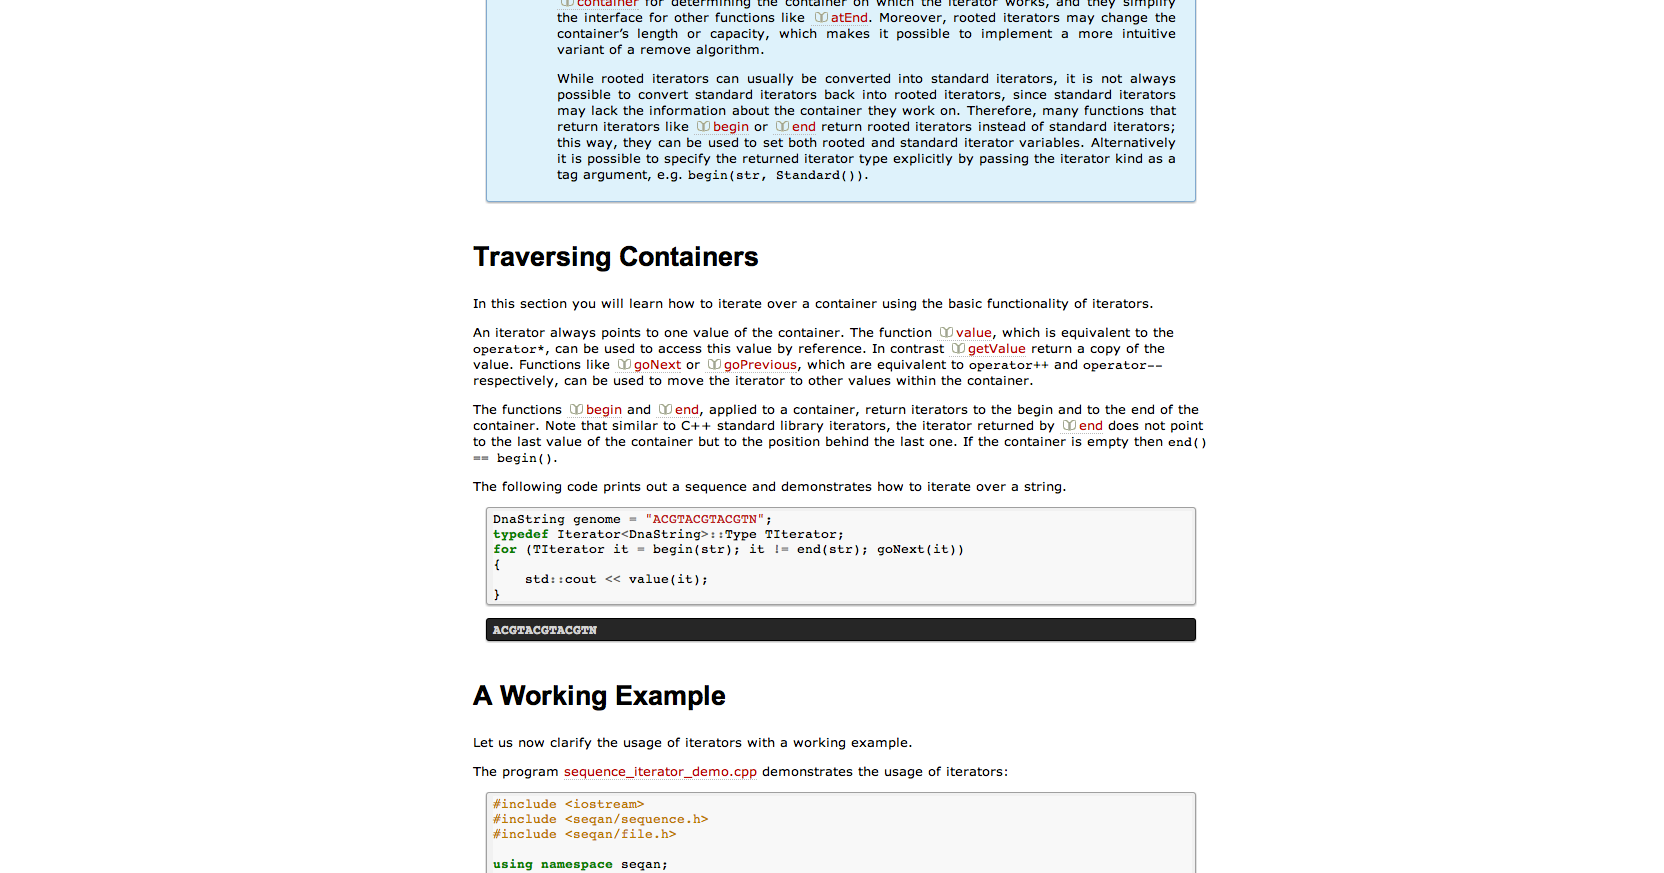 container for determining the container on which the iterator works, and they simplify
the interface for other functions like atEnd. Moreover, rooted iterators may change the
container’s length or capacity, which makes it possible to implement a more intuitive
variant of a remove algorithm.
While rooted iterators can usually be converted into standard iterators, it is not always
possible to convert standard iterators back into rooted iterators, since standard iterators
may lack the information about the container they work on. Therefore, many functions that
return iterators like begin or end return rooted iterators instead of standard iterators;
this way, they can be used to set both rooted and standard iterator variables. Alternatively
it is possible to specify the returned iterator type explicitly by passing the iterator kind as a
tag argument, e.g. begin(str, Standard()).
Traversing Containers
In this section you will learn how to iterate over a container using the basic functionality of iterators.
An iterator always points to one value of the container. The function value, which is equivalent to the
operator*, can be used to access this value by reference. In contrast getValue return a copy of the
value. Functions like goNext or goPrevious, which are equivalent to operator++ and operator--
respectively, can be used to move the iterator to other values within the container.
The functions begin and end, applied to a container, return iterators to the begin and to the end of the
container. Note that similar to C++ standard library iterators, the iterator returned by end does not point
to the last value of the container but to the position behind the last one. If the container is empty then end()
== begin().
The following code prints out a sequence and demonstrates how to iterate over a string.
DnaString genome = "ACGTACGTACGTN";
typedef Iterator<DnaString>::Type TIterator;
for (TIterator it = begin(str); it != end(str); goNext(it))
{
    std::cout << value(it);
}
ACGTACGTACGTN
A Working Example
Let us now clarify the usage of iterators with a working example.
The program sequence_iterator_demo.cpp demonstrates the usage of iterators:
#include <iostream>
#include <seqan/sequence.h>
#include <seqan/file.h>
using namespace seqan;